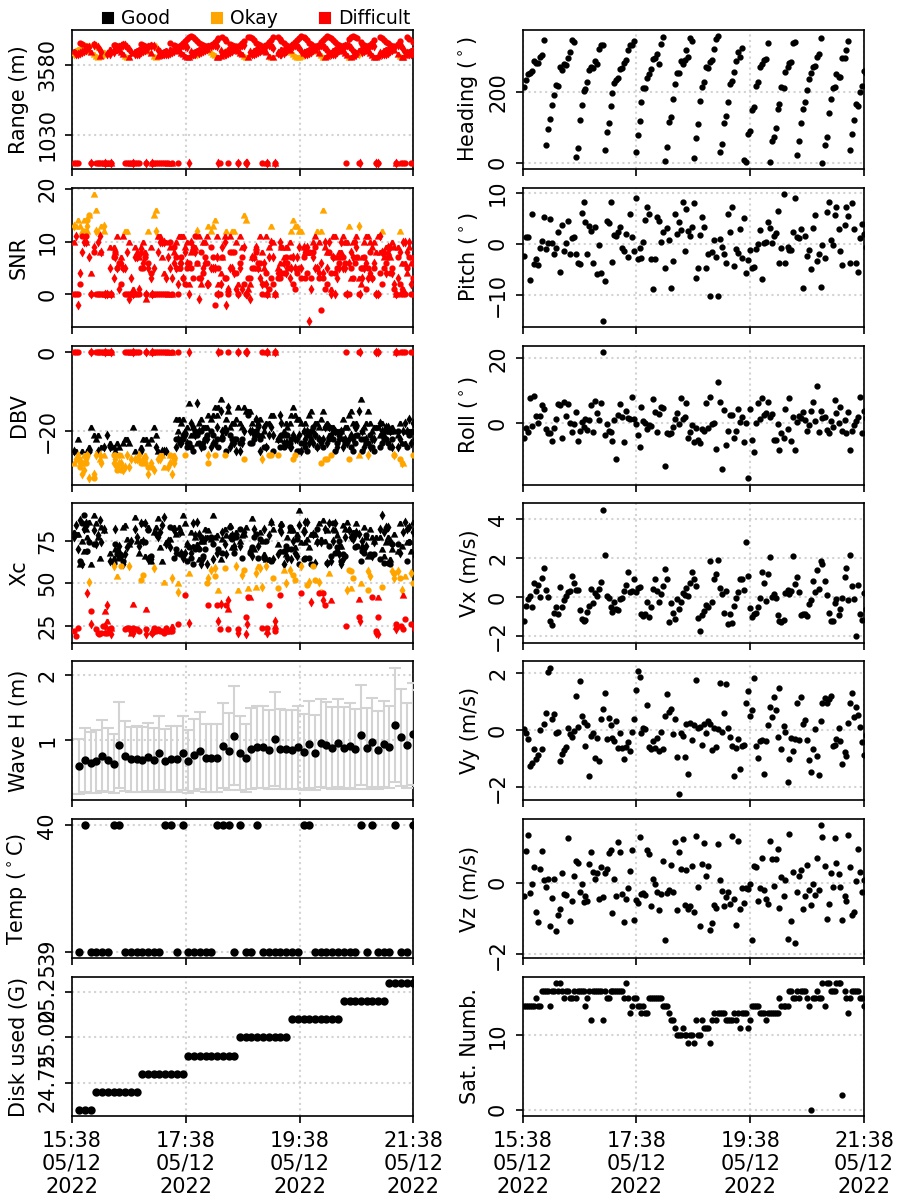 Good Okay Difficult
Range (m)
3580
1030
Heading (°)
200
0
SNR
20
10
0
Pitch (°)
10
0
−10
DBV
0
−20
Roll (°)
20
0
Xc
75
50
25
Vx (m/s)
4
2
0
−2
Wave H (m)
2
1
Vy (m/s)
2
0
−2
Temp (°C)
40
39
Vz (m/s)
0
−2
Disk used (G)
25.25
25.00
24.75
Sat. Numb.
10
0
15:38 17:38 19:38 21:38 15:38 17:38 19:38 21:38
05/12 05/12 05/12 05/12 05/12 05/12 05/12 05/12
2022 2022 2022 2022 2022 2022 2022 2022